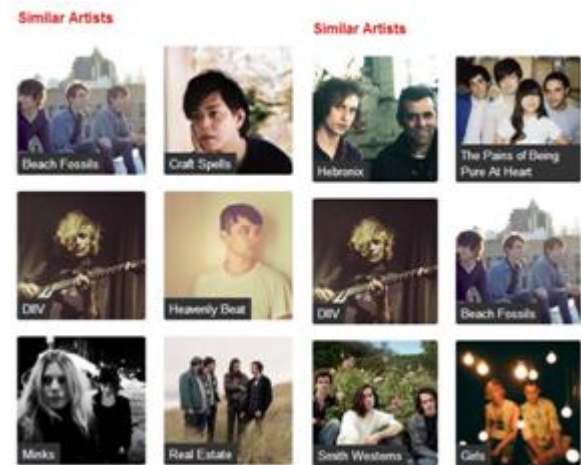 Similar Artists
Beach Fossils
Craft Spells
DIIV
Heavenly Beat
Minks
Real Estate
Similar Artists
Hebronix
The Pains of Being
Pure At Heart
DIIV
Beach Fossils
Smith Westerns
Girls